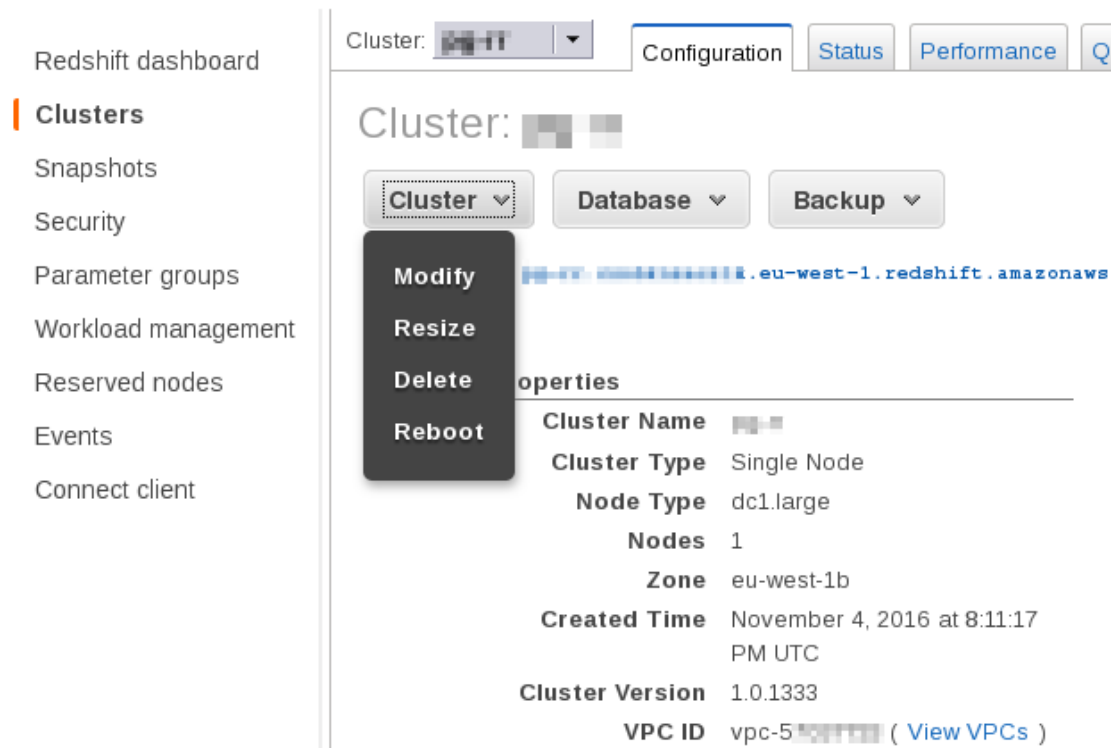 Redshift dashboard
Clusters
Snapshots
Security
Parameter groups
Workload management
Reserved nodes
Events
Connect client
Cluster:
Configuration
Status
Performance
Q
Cluster:
Cluster
Database
Backup
Modify
Resize
Delete
Reboot
.eu-west-1.redshift.amazonaws
operties
Cluster Name
Cluster Type Single Node
Node Type dc1.large
Nodes 1
Zone eu-west-1b
Created Time November 4, 2016 at 8:11:17
PM UTC
Cluster Version 1.0.1333
VPC ID vpc-5 ( View VPCs )